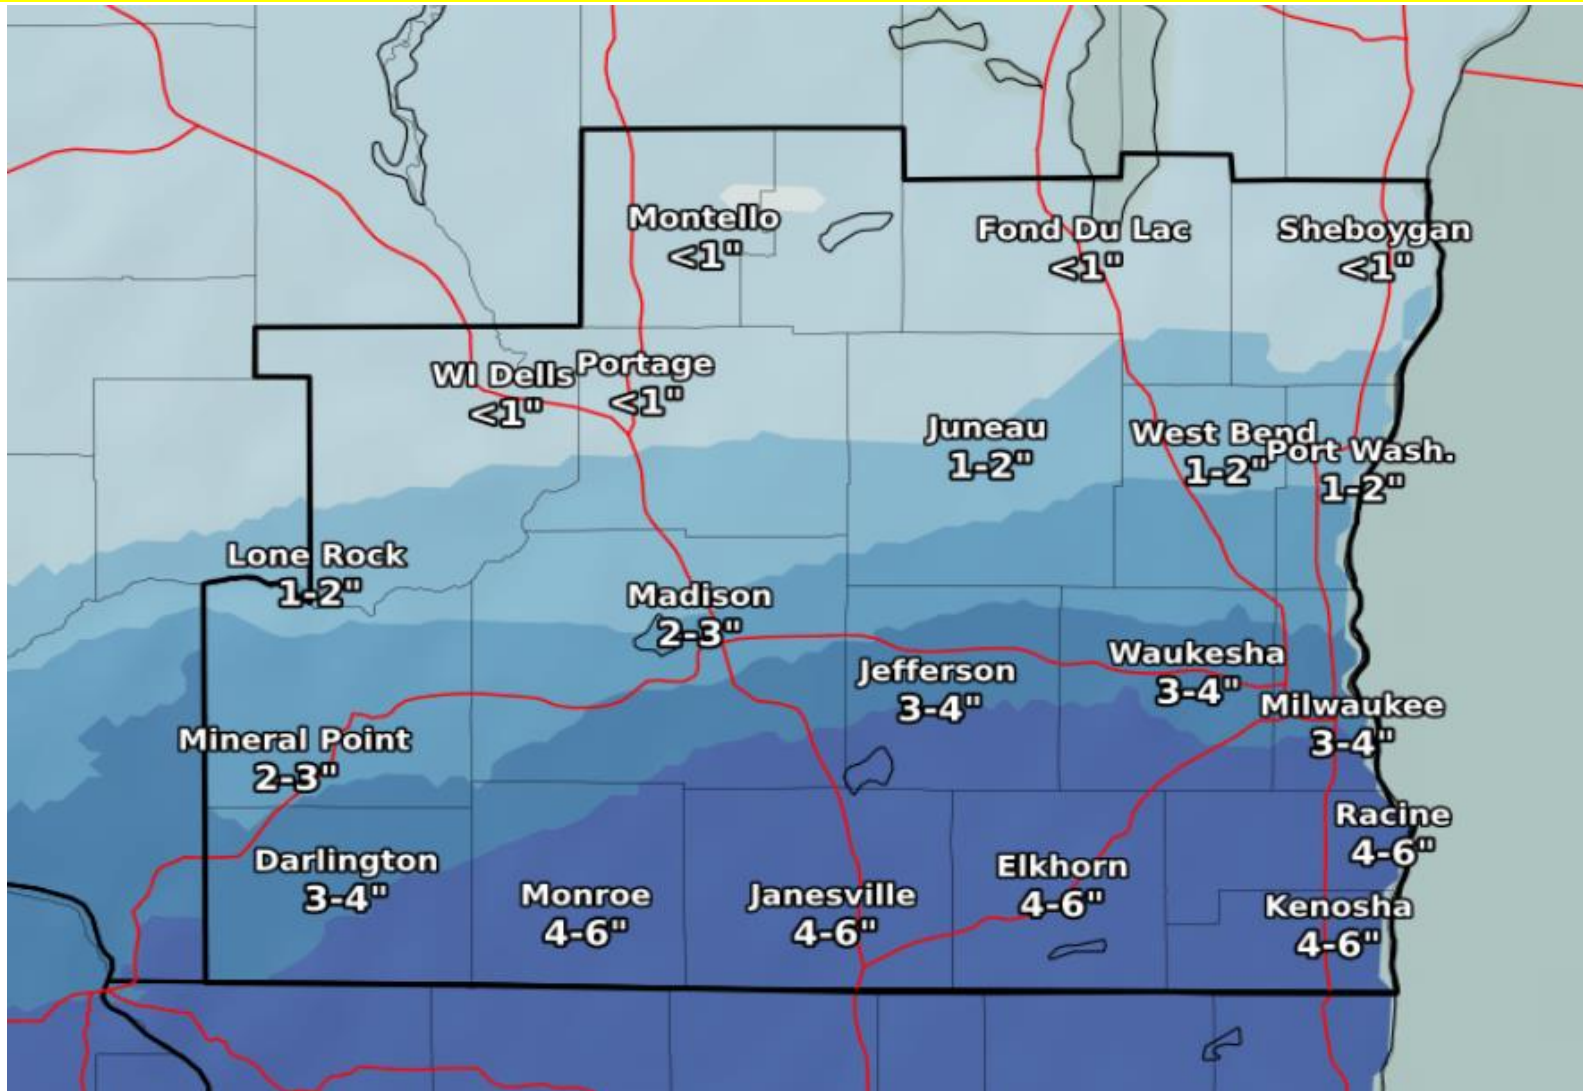 Montello
<1"
Fond Du Lac
<1"
Sheboygan
<1"
WI Dells
<1"
Portage
<1"
Juneau
1-2"
West Bend
1-2"
Port Wash.
1-2"
Lone Rock
1-2"
Madison
2-3"
Jefferson
3-4"
Waukesha
3-4"
Milwaukee
3-4"
Mineral Point
2-3"
Darlington
3-4"
Monroe
4-6"
Janesville
4-6"
Elkhorn
4-6"
Racine
4-6"
Kenosha
4-6"